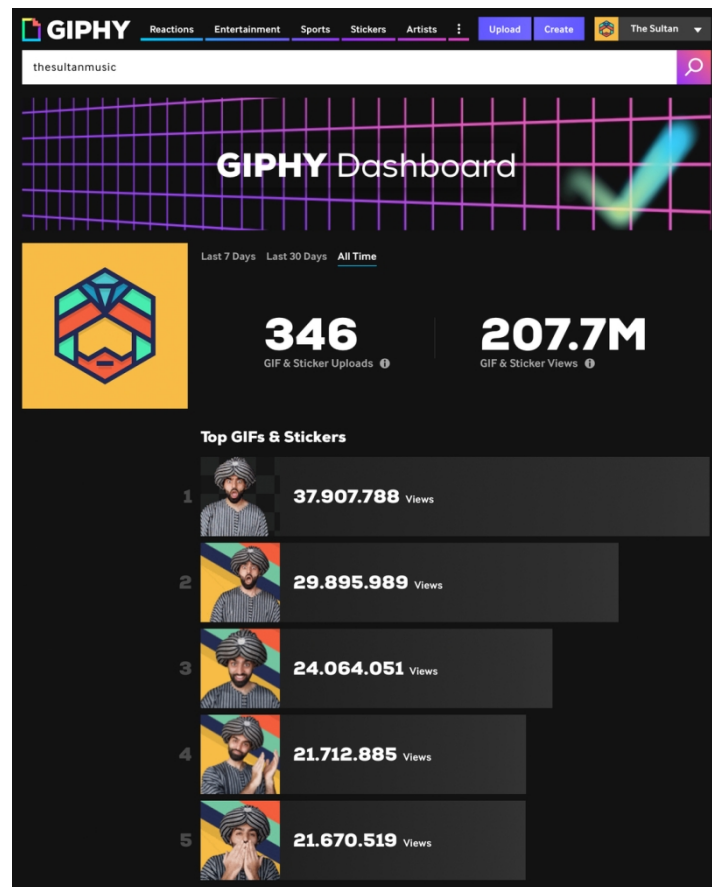 GIPHY Reactions Entertainment Sports Stickers Artists Upload Create The Sultan
thesultanmusic
GIPHY Dashboard
Last 7 Days Last 30 Days All Time
346 207.7M
GIF & Sticker Uploads GIF & Sticker Views
Top GIFs & Stickers
1 37.907.788 Views
2 29.895.989 Views
3 24.064.051 Views
4 21.712.885 Views
5 21.670.519 Views